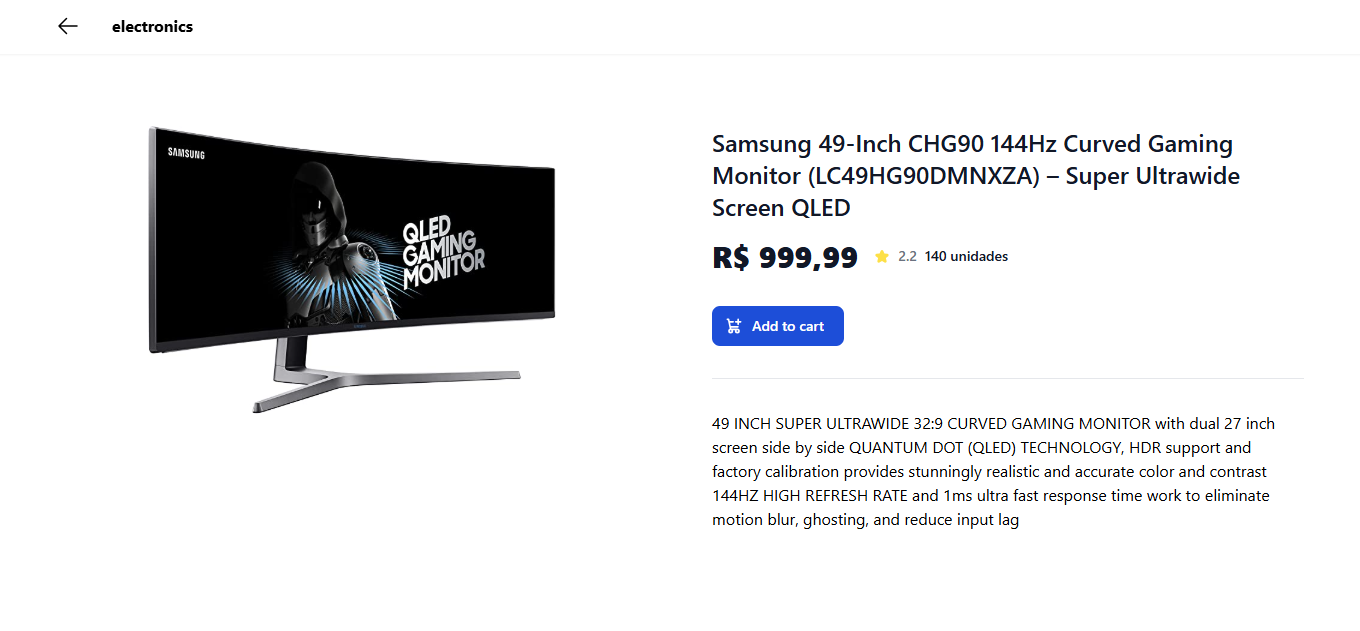 electronics
SAMSUNG
QLED
GAMING
MONITOR
Samsung 49-Inch CHG90 144Hz Curved Gaming
Monitor (LC49HG90DMNXZA) – Super Ultrawide
Screen QLED
R$ 999,99 2.2 140 unidades
Add to cart
49 INCH SUPER ULTRAWIDE 32:9 CURVED GAMING MONITOR with dual 27 inch
screen side by side QUANTUM DOT (QLED) TECHNOLOGY, HDR support and
factory calibration provides stunningly realistic and accurate color and contrast
144HZ HIGH REFRESH RATE and 1ms ultra fast response time work to eliminate
motion blur, ghosting, and reduce input lag